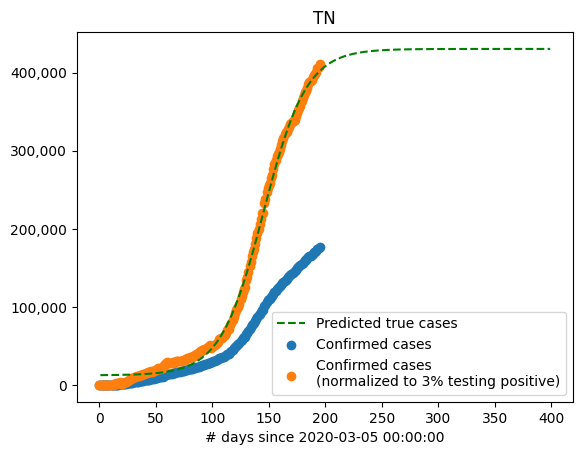 TN
400,000
300,000
200,000
100,000
0
Predicted true cases
Confirmed cases
Confirmed cases
(normalized to 3% testing positive)
0 50 100 150 200 250 300 350 400
# days since 2020-03-05 00:00:00